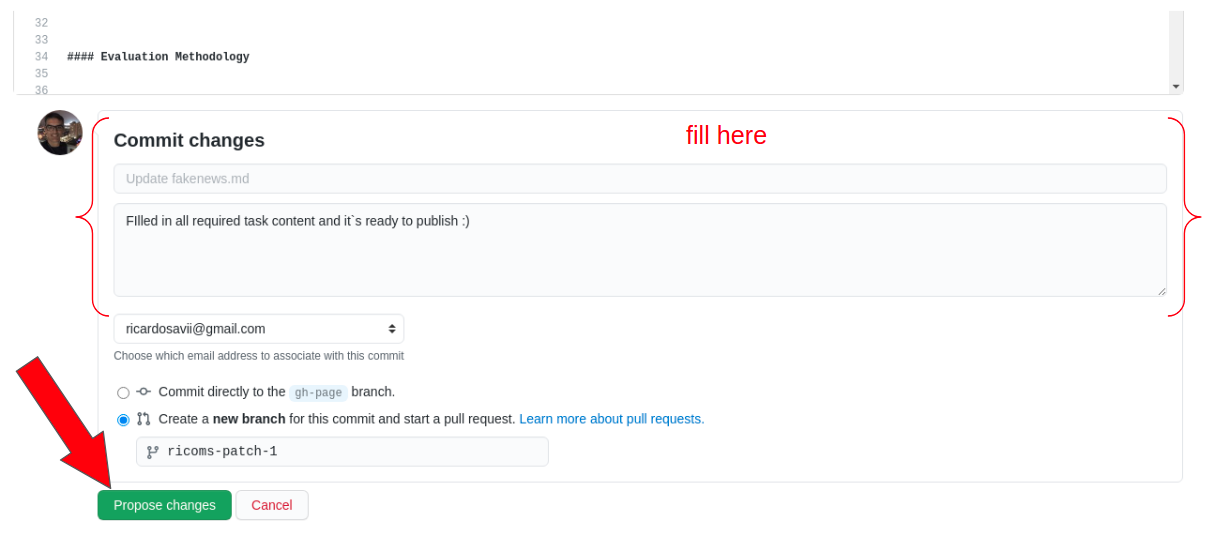 32
33
34 #### Evaluation Methodology
35
36
fill here
Commit changes
Update fakenews.md
FIlled in all required task content and it`s ready to publish :)
ricardosavii@gmail.com
Choose which email address to associate with this commit
Commit directly to the gh-page branch.
Create a new branch for this commit and start a pull request. Learn more about pull requests.
ricoms-patch-1
Propose changes Cancel